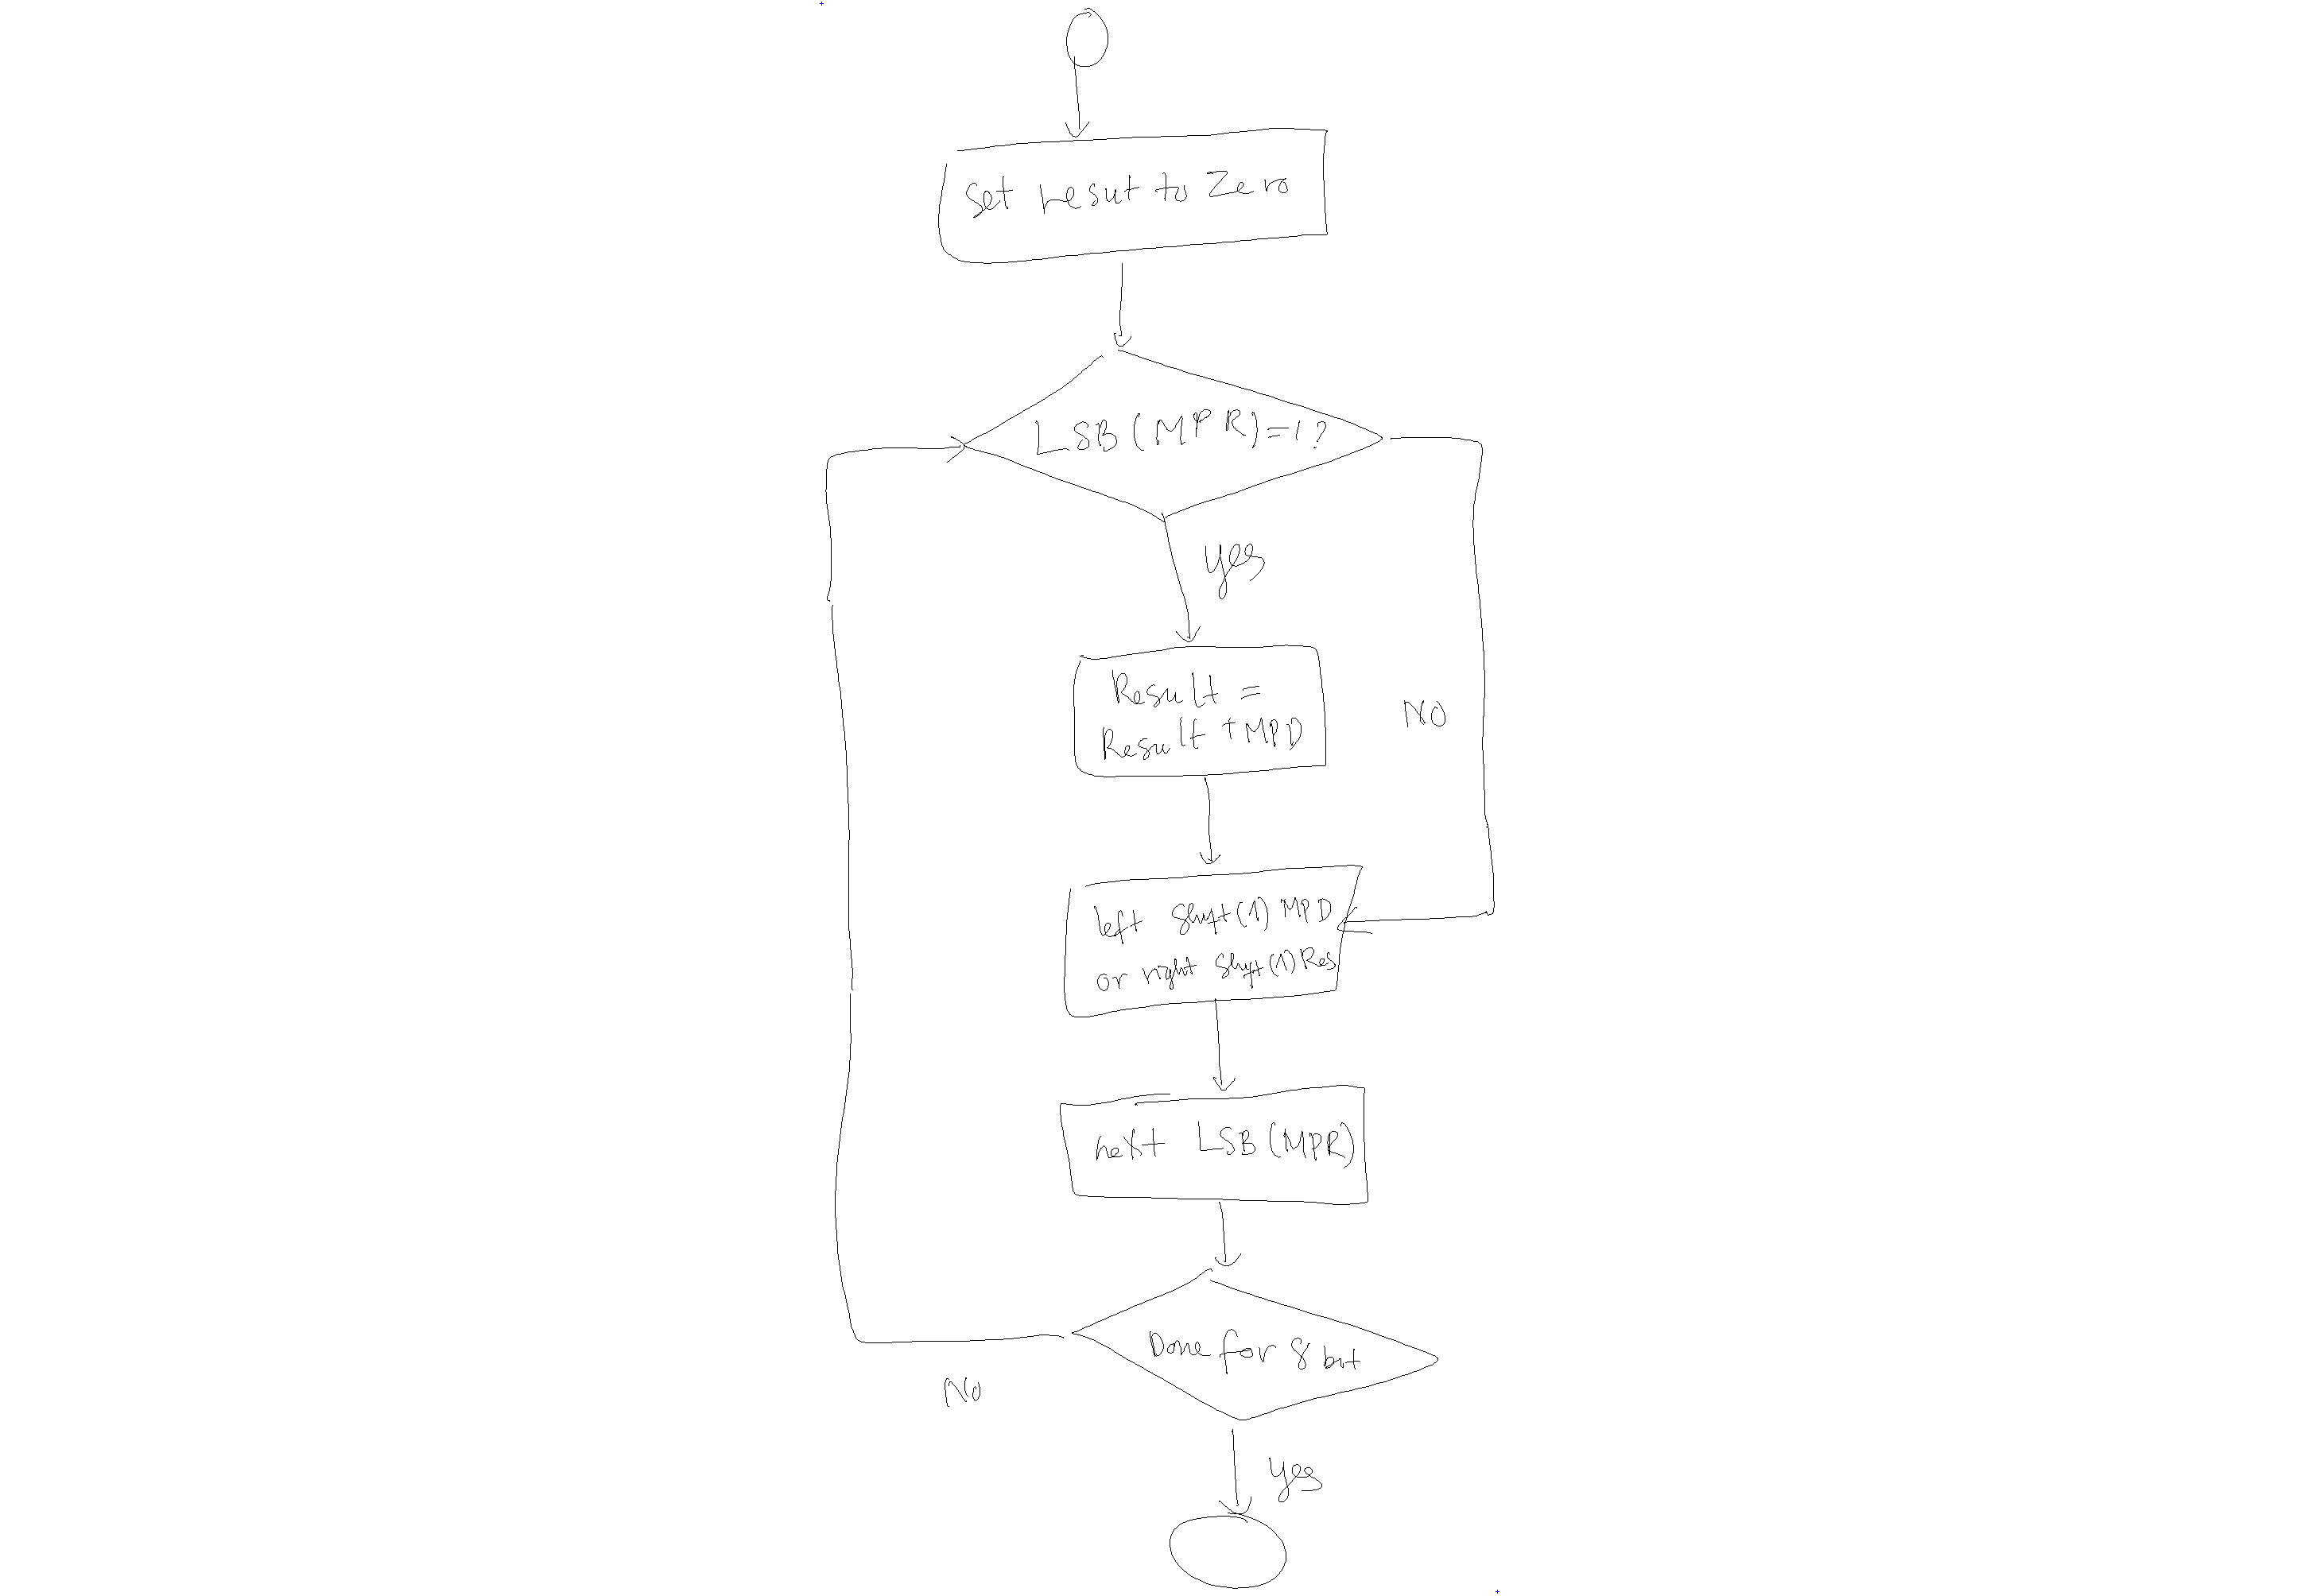 Set resut to Zero
LSB(MPR)=1?
yes
Result =
Result + MPD
NO
left Shift(1) MPD
or right Shift(1) Res
next LSB(MPR)
Done for 8 bit
No
yes